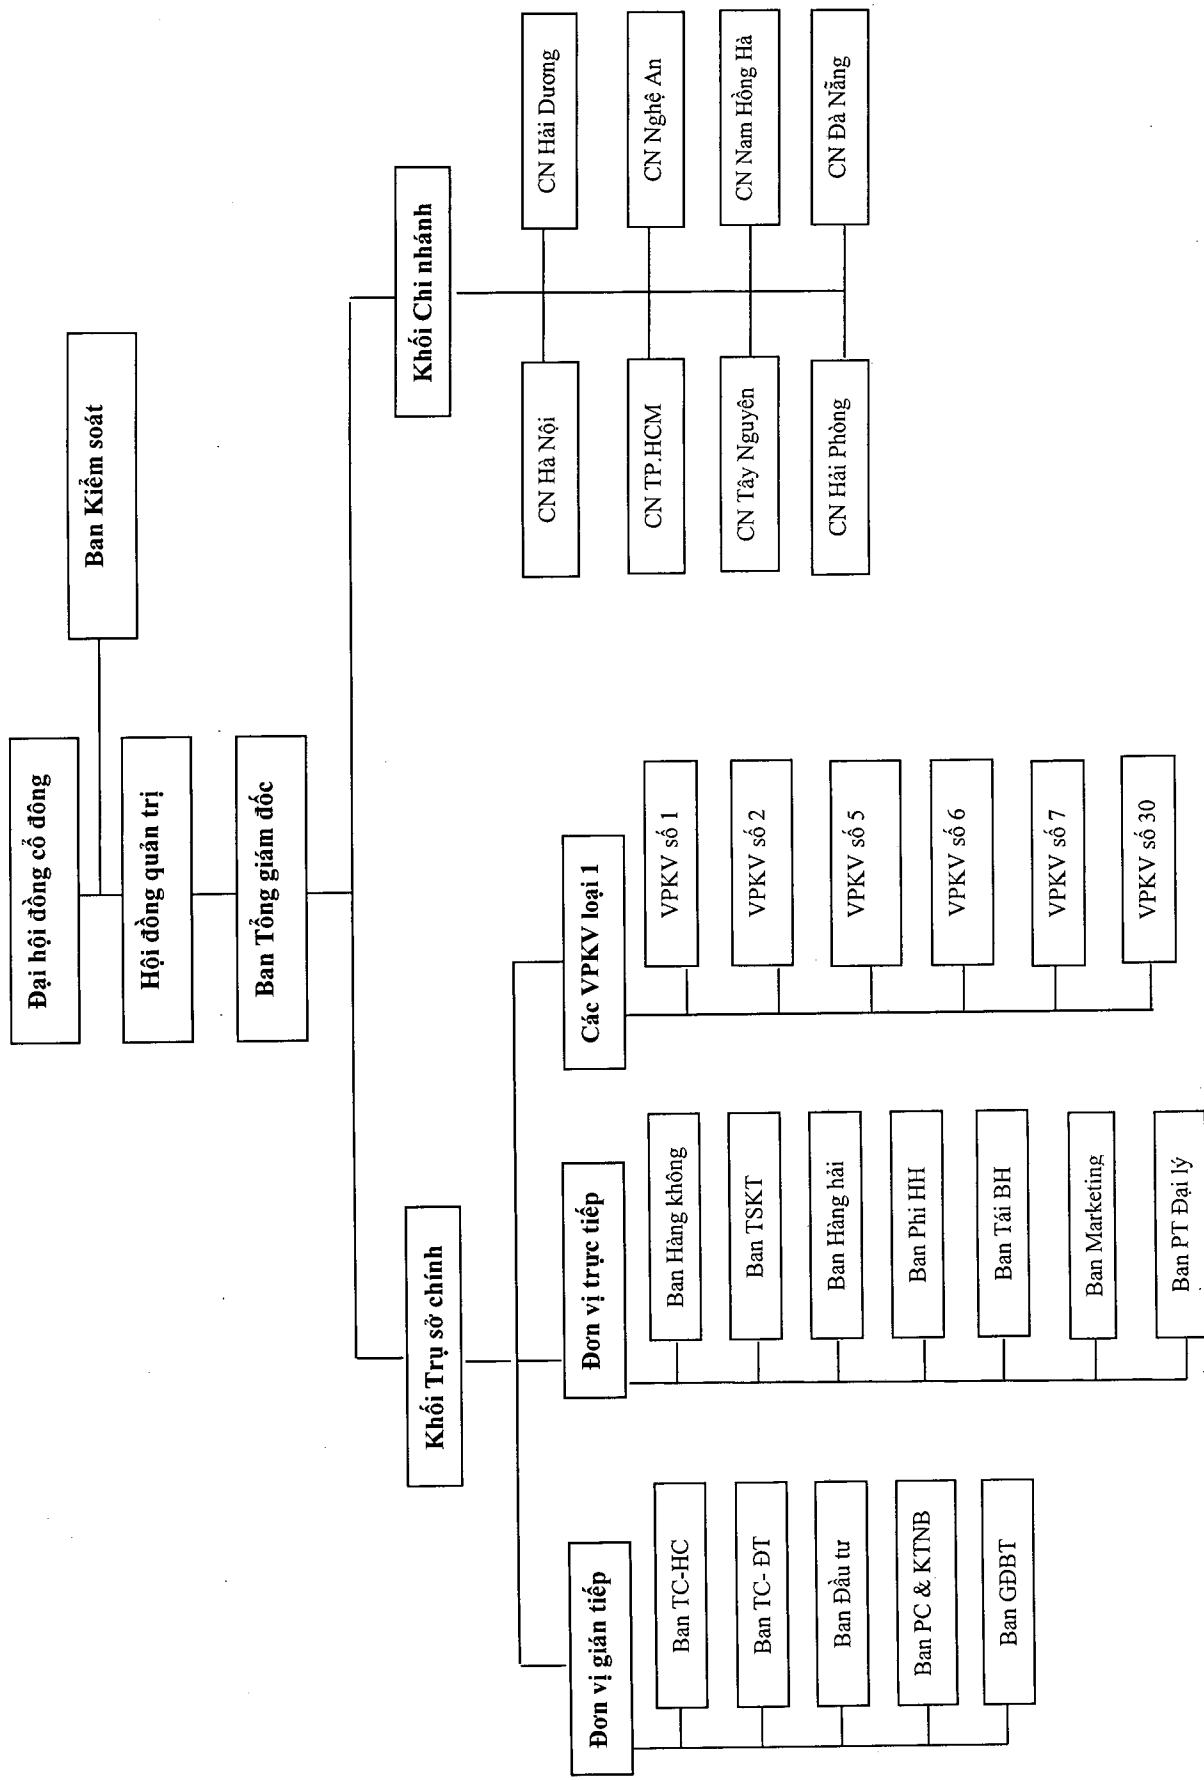 Đại hội đồng cổ đông
Ban Kiểm soát
Hội đồng quản trị
Ban Tổng giám đốc
Khối Trụ sở chính
Khối Chi nhánh
Đơn vị gián tiếp
Ban TC-HC
Ban TC- ĐT
Ban Đầu tư
Ban PC & KTNB
Ban GĐBT
Đơn vị trực tiếp
Ban Hàng không
Ban TSKT
Ban Hàng hải
Ban Phi HH
Ban Tái BH
Ban Marketing
Ban PT Đại lý
Các VPKV loại 1
VPKV số 1
VPKV số 2
VPKV số 5
VPKV số 6
VPKV số 7
VPKV số 30
CN Hà Nội
CN Hải Dương
CN TP.HCM
CN Nghệ An
CN Tây Nguyên
CN Nam Hồng Hà
CN Hải Phòng
CN Đà Nẵng